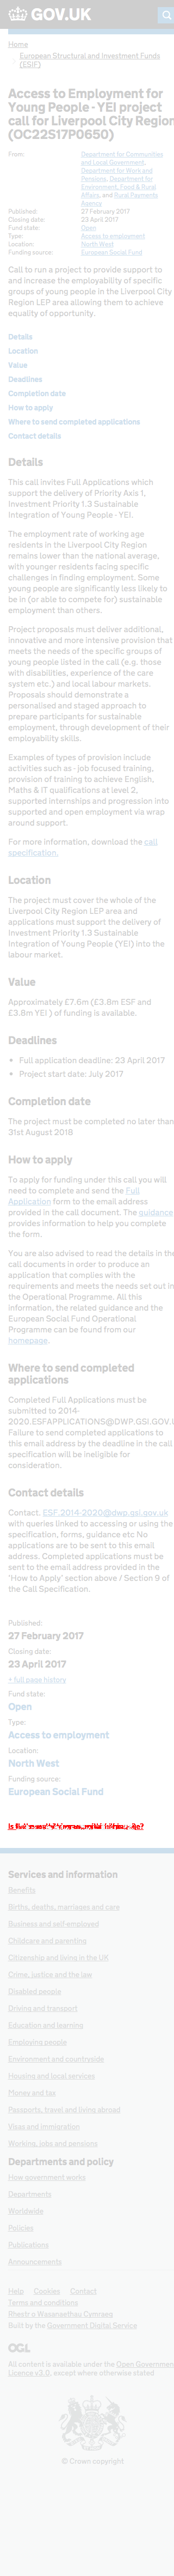 GOV.UK
Home
European Structural and Investment Funds
(ESIF)
Access to Employment for
Young People - YEI project
call for Liverpool City Region
(OC22S17P0650)
From: Department for Communities
and Local Government,
Department for Work and
Pensions, Department for
Environment, Food & Rural
Affairs, and Rural Payments
Agency
Published: 27 February 2017
Closing date: 23 April 2017
Fund state: Open
Type: Access to employment
Location: North West
Funding source: European Social Fund
Call to run a project to provide support to
and increase the employability of specific
groups of young people in the Liverpool City
Region LEP area allowing them to enjoy
equality of opportunity.
Details
Location
Value
Deadlines
Completion date
How to apply
Where to send completed applications
Contact details
Details
This call invites Full Applications which
support the delivery of Priority Axis 1,
Investment Priority 1.3 Sustainable
Integration of Young People - YEI.
The employment rate of working age
residents in the Liverpool City Region
remains lower than the national average,
with younger residents facing specific
challenges in finding employment. Some
young people are significantly less likely to
be in (or able to be supported for)
sustainable employment than others.
Project proposals must deliver additional,
innovative and more intensive and effective
support for the specific groups of young
people stated in the call (e.g. those with
disabilities, with experience of the care
system etc.) and local labour markets.
Proposals should demonstrate a
personalised and staged approach to
prepare participants for sustained
employment.
Examples of types of provision include
activities such as - job focused training,
provision to assist in achieving English,
Maths & IT qualifications at level 2,
supported internships and progression into
supported and open employment via wrap
around support.
For more information, download the call
specification.
Location
The project must cover the whole of the
Liverpool City Region LEP area and
applications must support the delivery of
Investment Priority 1.3 Sustainable
Integration of Young People (YEI) into the
labour market.
Value
Approximately £7.6m (£3.8m ESF and
£3.8m YEI ) of funding is available.
Deadlines
• Full application deadline: 23 April 2017
• Project start date: July 2017
Completion date
The project must be completed no later than
31st August 2018
How to apply
To apply for funding under this call you will
need to complete and send the Full
Application form to the email address
provided in the call document. The guidance
provides information to help you complete
the form.
You are also advised to read the details in the
call documents in order to produce an
application that complies with the
requirements and meets the needs set out in
the Operational Programme. All this
information, the related guidance and the
European Social Fund Operational
Programme can be found from our
homepage.
Where to send completed
applications
Completed Full Applications must be
submitted to 2014-
2020.ESFAPPLICATIONS@DWP.GSI.GOV.
Failure to send completed applications to
this email address by the deadline in the call
specification will be ineligible for
consideration.
Contact details
Contact. ESF.2014-2020@dwp.gsi.gov.uk
with queries linked to accessing or using the
specification, forms, guidance etc No
applications are to be sent to this email
address. Completed applications must be
sent to the email address specified in the
'How to Apply' section above / Section 9 of
the Call Specification.
Published:
27 February 2017
Closing date:
23 April 2017
+ full page history
Fund state:
Open
Type:
Access to employment
Location:
North West
Funding source:
European Social Fund
Services and information
Benefits
Births, deaths, marriages and care
Business and self-employed
Childcare and parenting
Citizenship and living in the UK
Crime, justice and the law
Disabled people
Driving and transport
Education and learning
Employing people
Environment and countryside
Housing and local services
Money and tax
Passports, travel and living abroad
Visas and immigration
Working, jobs and pensions
Departments and policy
How government works
Departments
Worldwide
Policies
Publications
Announcements
Help Cookies Contact
Terms and conditions
Rhestr o Wasanaethau Cymraeg
Built by the Government Digital Service
OGL
All content is available under the Open Governmen
Licence v3.0, except where otherwise stated
© Crown copyright